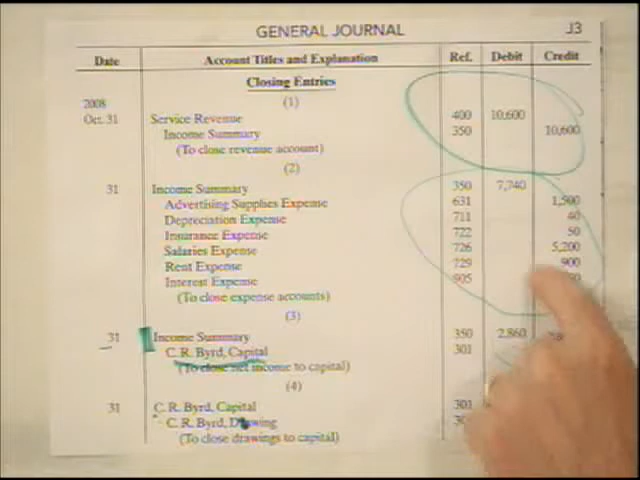 GENERAL JOURNAL J3
Date Account Titles and Explanation Ref. Debit Credit
Closing Entries
2008 (1)
Oct. 31 Service Revenue 400 10,600
Income Summary 350 10,600
(To close revenue account)
(2)
31 Income Summary 350 7,740
Advertising Supplies Expense 631 1,500
Depreciation Expense 711 40
Insurance Expense 722 50
Salaries Expense 726 5,200
Rent Expense 729 900
Interest Expense 905
(To close expense accounts)
(3)
31 Income Summary 350 2,860
C. R. Byrd, Capital 301
(To close net income to capital)
(4)
31 C. R. Byrd, Capital 301
C. R. Byrd, Drawing
(To close drawings to capital)